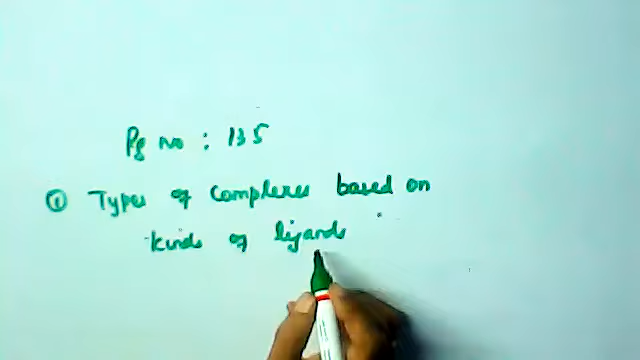 Pg no : 135
① Types of Complexes based on
kinds of ligands